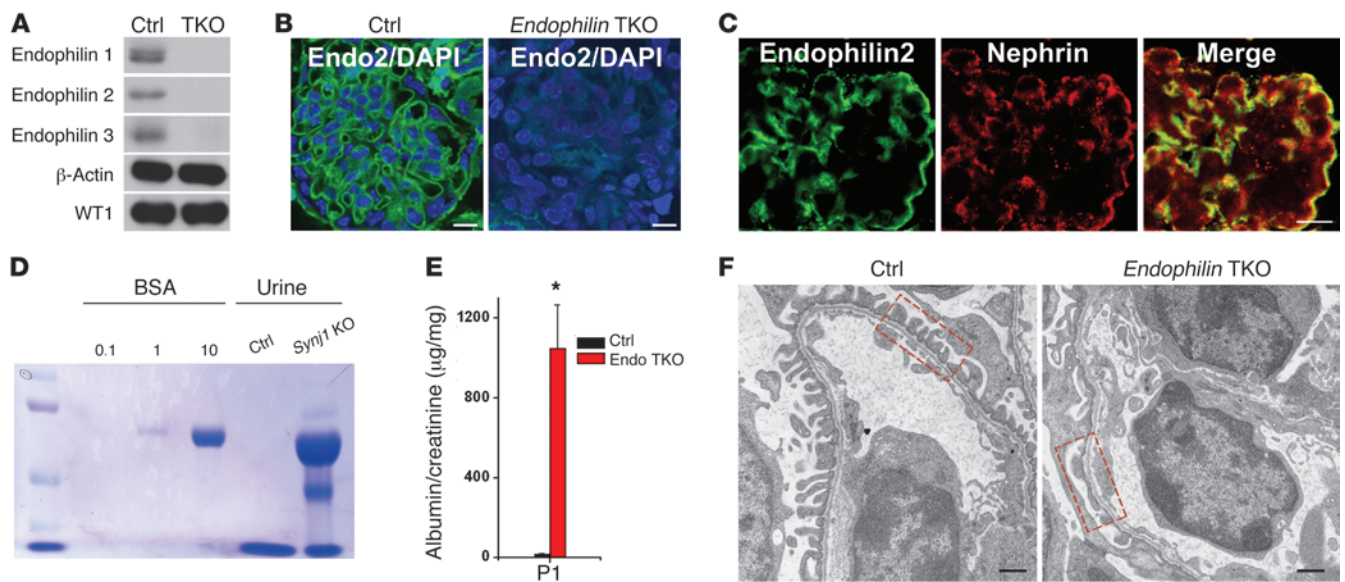 A
Ctrl TKO
Endophilin 1
Endophilin 2
Endophilin 3
β-Actin
WT1
B
Ctrl
Endophilin TKO
Endo2/DAPI
Endo2/DAPI
C
Endophilin2
Nephrin
Merge
D
BSA
Urine
0.1 1 10 Ctrl Synj1 KO
E
*
Albumin/creatinine (μg/mg)
1200
800
400
0
P1
Ctrl
Endo TKO
F
Ctrl
Endophilin TKO